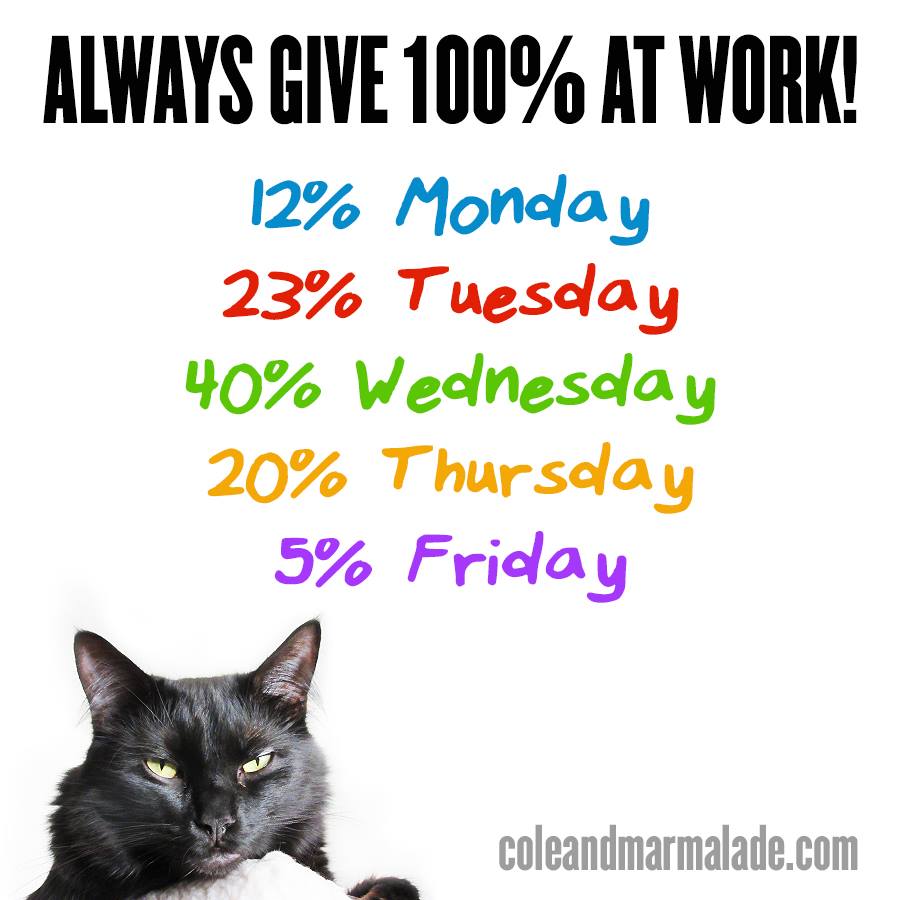 ALWAYS GIVE 100% AT WORK!
12% Monday
23% Tuesday
40% Wednesday
20% Thursday
5% Friday
coleandmarmalade.com